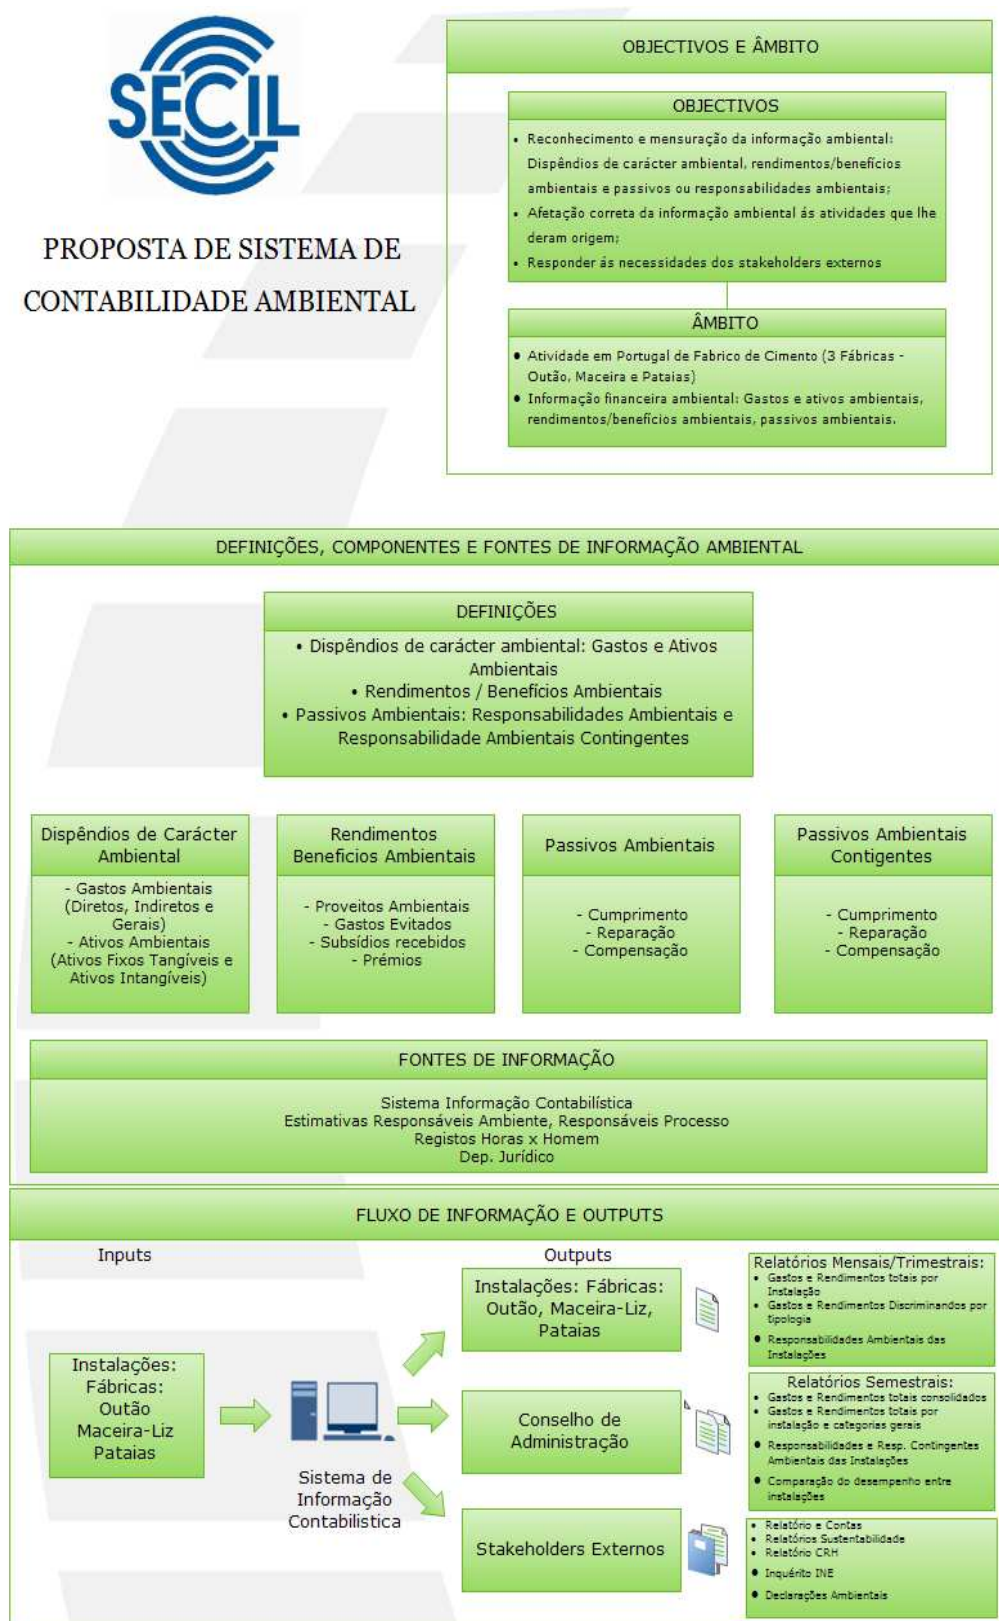 SECIL
PROPOSTA DE SISTEMA DE
CONTABILIDADE AMBIENTAL
OBJECTIVOS E ÂMBITO
OBJECTIVOS
• Reconhecimento e mensuração da informação ambiental:
Dispêndios de carácter ambiental, rendimentos/benefícios
ambientais e passivos ou responsabilidades ambientais;
• Afetação correta da informação ambiental ás atividades que lhe
deram origem;
• Responder ás necessidades dos stakeholders externos
ÂMBITO
• Atividade em Portugal de Fabrico de Cimento (3 Fábricas -
Outão, Maceira e Pataias)
• Informação financeira ambiental: Gastos e ativos ambientais,
rendimentos/benefícios ambientais, passivos ambientais.
DEFINIÇÕES, COMPONENTES E FONTES DE INFORMAÇÃO AMBIENTAL
DEFINIÇÕES
• Dispêndios de carácter ambiental: Gastos e Ativos
Ambientais
• Rendimentos / Benefícios Ambientais
• Passivos Ambientais: Responsabilidades Ambientais e
Responsabilidade Ambientais Contingentes
Dispêndios de Carácter
Ambiental
- Gastos Ambientais
(Diretos, Indiretos e
Gerais)
- Ativos Ambientais
(Ativos Fixos Tangíveis e
Ativos Intangíveis)
Rendimentos
Beneficios Ambientais
- Proveitos Ambientais
- Gastos Evitados
- Subsídios recebidos
- Prémios
Passivos Ambientais
- Cumprimento
- Reparação
- Compensação
Passivos Ambientais
Contigentes
- Cumprimento
- Reparação
- Compensação
FONTES DE INFORMAÇÃO
Sistema Informação Contabilística
Estimativas Responsáveis Ambiente, Responsáveis Processo
Registos Horas x Homem
Dep. Jurídico
FLUXO DE INFORMAÇÃO E OUTPUTS
Inputs
Instalações:
Fábricas:
Outão
Maceira-Liz
Pataias
Sistema de
Informação
Contabilistica
Outputs
Instalações: Fábricas:
Outão, Maceira-Liz,
Pataias
Relatórios Mensais/Trimestrais:
• Gastos e Rendimentos totais por
Instalação
• Gastos e Rendimentos Discriminandos por
tipologia
• Responsabilidades Ambientais das
Instalações
Conselho de
Administração
Relatórios Semestrais:
• Gastos e Rendimentos totais consolidados
• Gastos e Rendimentos totais por
instalação e categorias gerais
• Responsabilidades e Resp. Contingentes
Ambientais das Instalações
• Comparação do desempenho entre
instalações
Stakeholders Externos
• Relatório e Contas
• Relatórios Sustentabilidade
• Relatório CRH
• Inquérito INE
• Declarações Ambientais